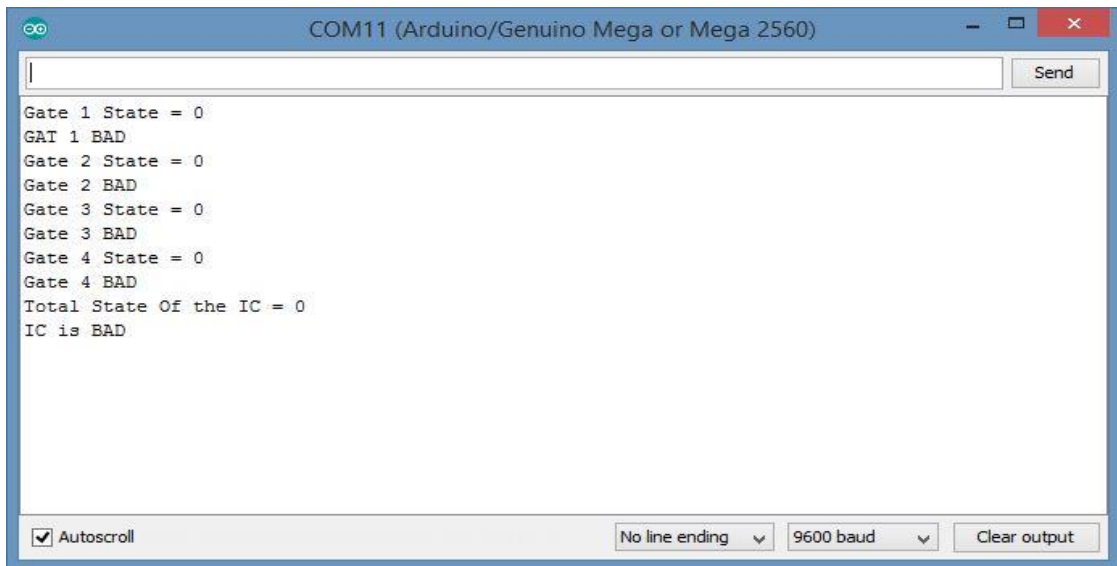 COM11 (Arduino/Genuino Mega or Mega 2560)
Send
Gate 1 State = 0
GAT 1 BAD
Gate 2 State = 0
Gate 2 BAD
Gate 3 State = 0
Gate 3 BAD
Gate 4 State = 0
Gate 4 BAD
Total State Of the IC = 0
IC is BAD
Autoscroll No line ending 9600 baud Clear output